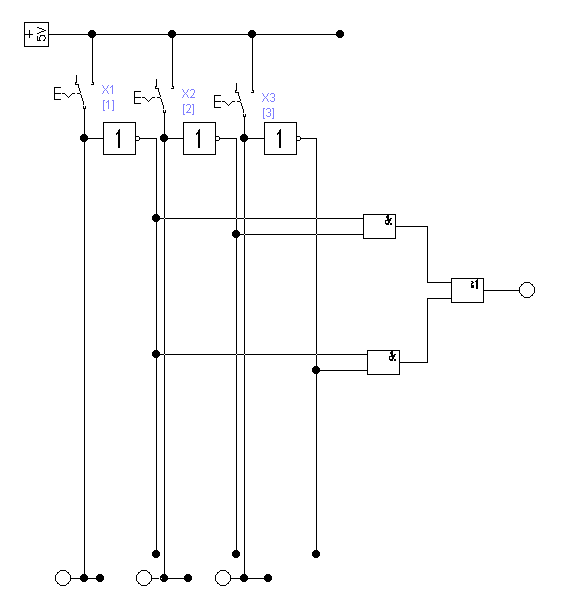 + 5V
X1
[1]
X2
[2]
X3
[3]
1
1
1
&
&
≥1